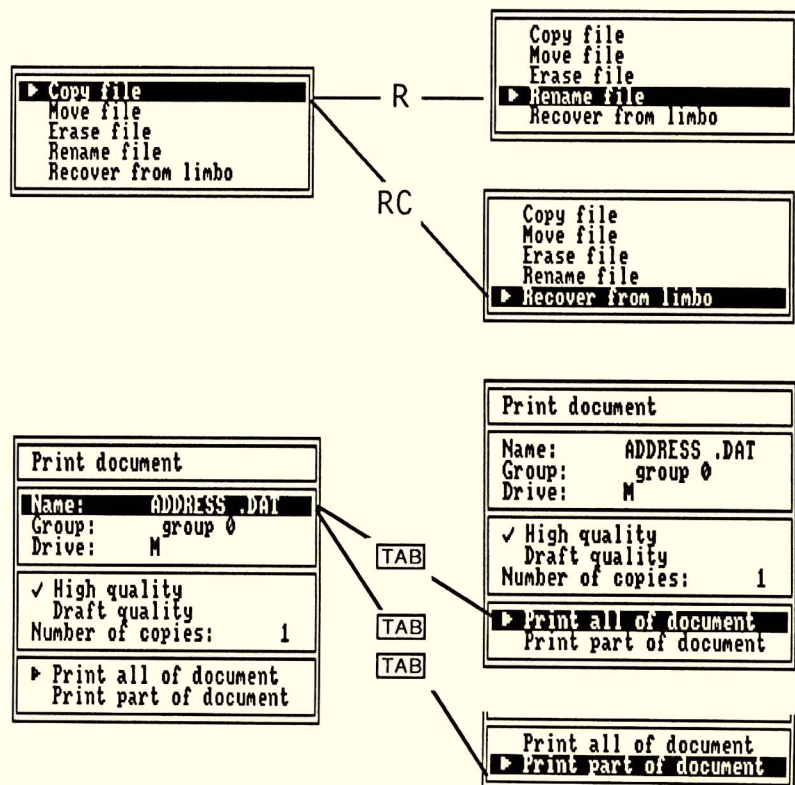 ▶ Copy file
Move file
Erase file
Rename file
Recover from limbo
R
Copy file
Move file
Erase file
▶ Rename file
Recover from limbo
RC
Copy file
Move file
Erase file
Rename file
▶ Recover from limbo
Print document
Name: ADDRESS .DAT
Group: group 0
Drive: M
✓ High quality
Draft quality
Number of copies: 1
▶ Print all of document
Print part of document
TAB
TAB
TAB
Print document
Name: ADDRESS .DAT
Group: group 0
Drive: M
✓ High quality
Draft quality
Number of copies: 1
▶ Print all of document
Print part of document
Print all of document
▶ Print part of document